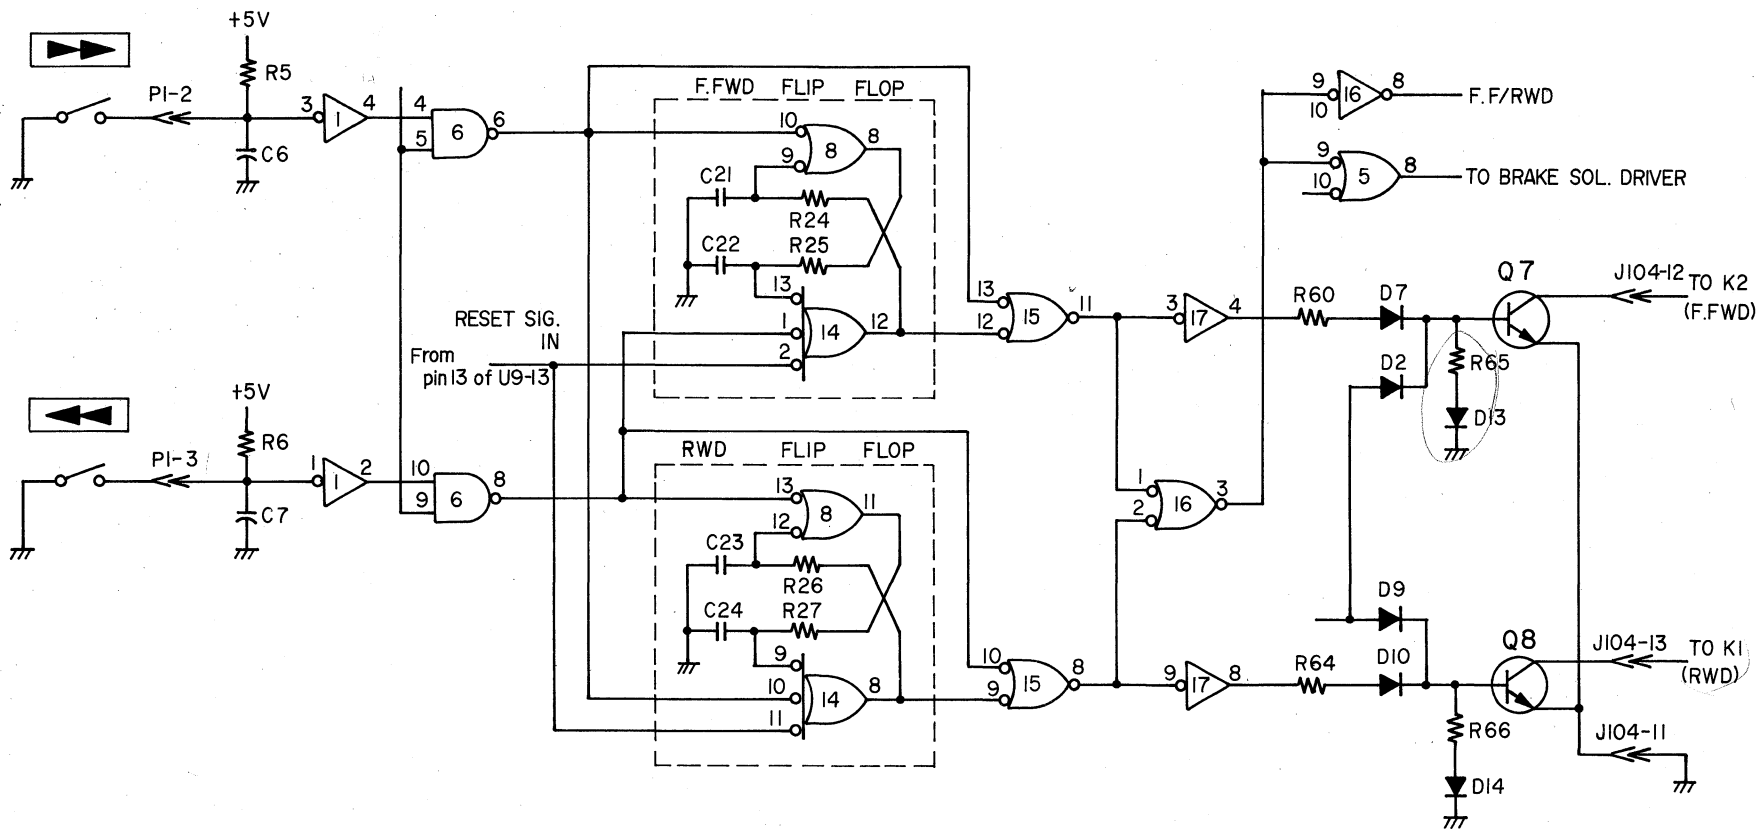 +5V
R5
P1-2
3
1
4
C6
4
5
6
6
F.FWD FLIP FLOP
10
9
8
8
C21
R24
C22
R25
13
1
2
14
12
RESET SIG.
IN
From
pin 13 of U9-13
13
12
15
11
9
10
16
8
F.F/RWD
9
10
5
8
TO BRAKE SOL. DRIVER
3
17
4
R60
D7
D2
Q7
J104-12
TO K2
(F.FWD)
R65
D13
+5V
R6
P1-3
1
1
2
C7
10
9
6
8
RWD FLIP FLOP
13
12
8
11
C23
R26
C24
R27
9
10
11
14
8
10
9
15
8
1
2
16
3
9
17
8
R64
D9
D10
Q8
J104-13
TO K1
(RWD)
R66
D14
J104-11